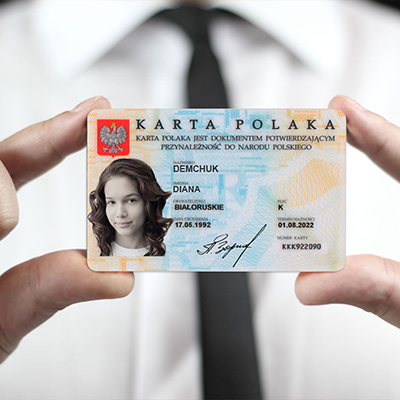 KARTA POLAKA
KARTA POLAKA JEST DOKUMENTEM POTWIERDZAJĄCYM
PRZYNALEŻNOŚĆ DO NARODU POLSKIEGO
NAZWISKO
DEMCHUK
IMIONA
DIANA
OBYWATELSTWO PŁEĆ
BIAŁORUSKIE K
DATA URODZENIA TERMIN WAŻNOŚCI
17.05.1992 01.08.2022
NUMER KARTY
KKK922090